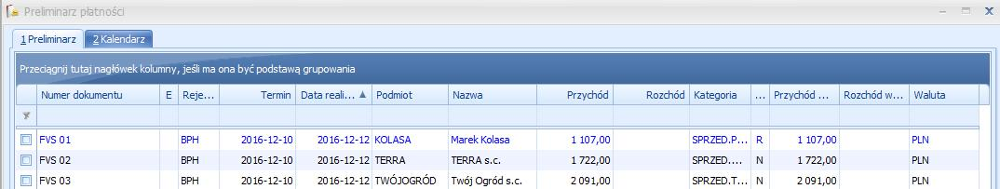 Preliminarz płatności
1 Preliminarz 2 Kalendarz
Przeciągnij tutaj nagłówek kolumny, jeśli ma ona być podstawą grupowania
Numer dokumentu E Reje... Termin Data reali... Podmiot Nazwa Przychód Rozchód Kategoria ... Przychód ... Rozchód w... Waluta
FVS 01 BPH 2016-12-10 2016-12-12 KOLASA Marek Kolasa 1 107,00 SPRZED.P... R 1 107,00 PLN
FVS 02 BPH 2016-12-10 2016-12-12 TERRA TERRA s.c. 1 722,00 SPRZED.... N 1 722,00 PLN
FVS 03 BPH 2016-12-10 2016-12-12 TWÓJOGRÓD Twój Ogród s.c. 2 091,00 SPRZED.T... N 2 091,00 PLN